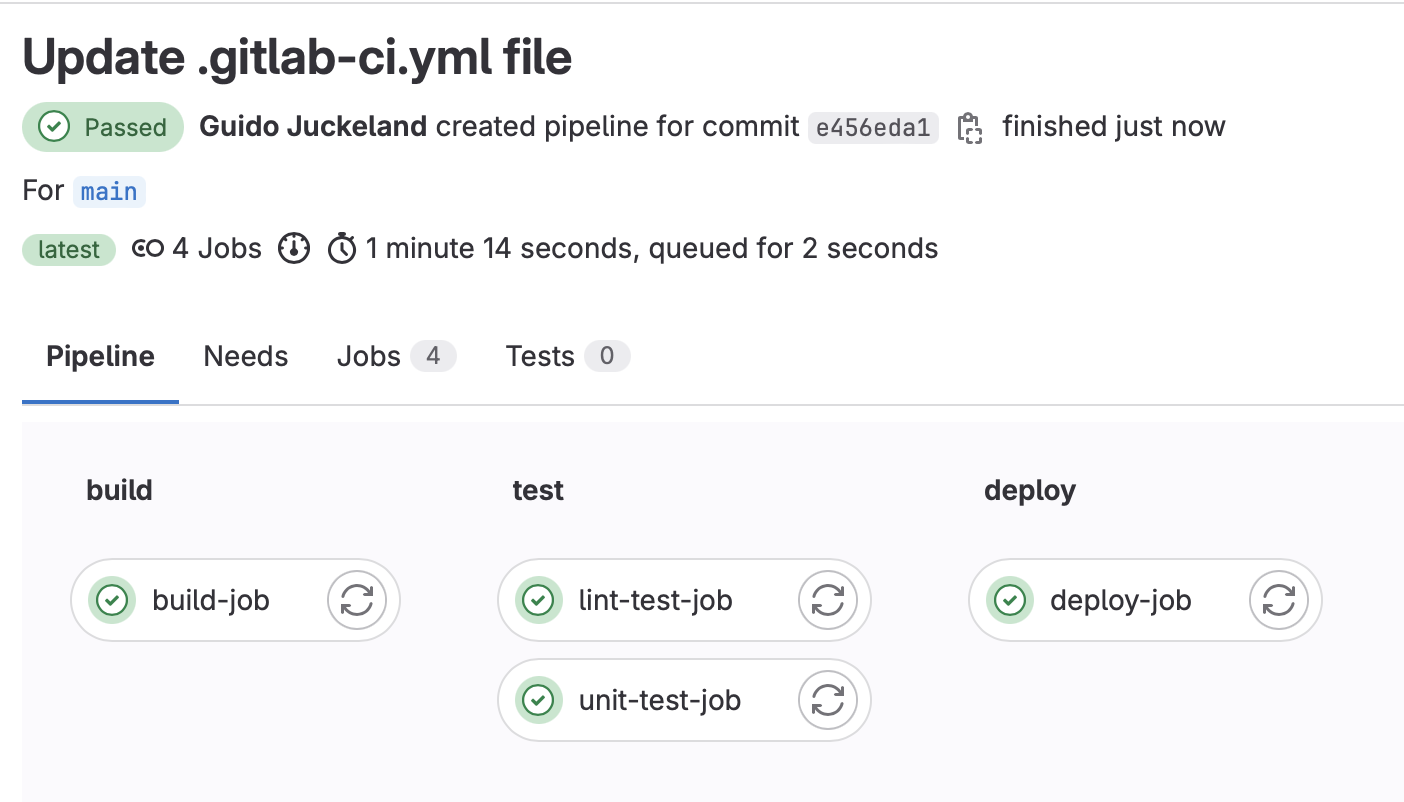 Update .gitlab-ci.yml file
Passed Guido Juckeland created pipeline for commit e456eda1 finished just now
For main
latest 4 Jobs 1 minute 14 seconds, queued for 2 seconds
Pipeline Needs Jobs 4 Tests 0
build test deploy
build-job lint-test-job deploy-job
unit-test-job